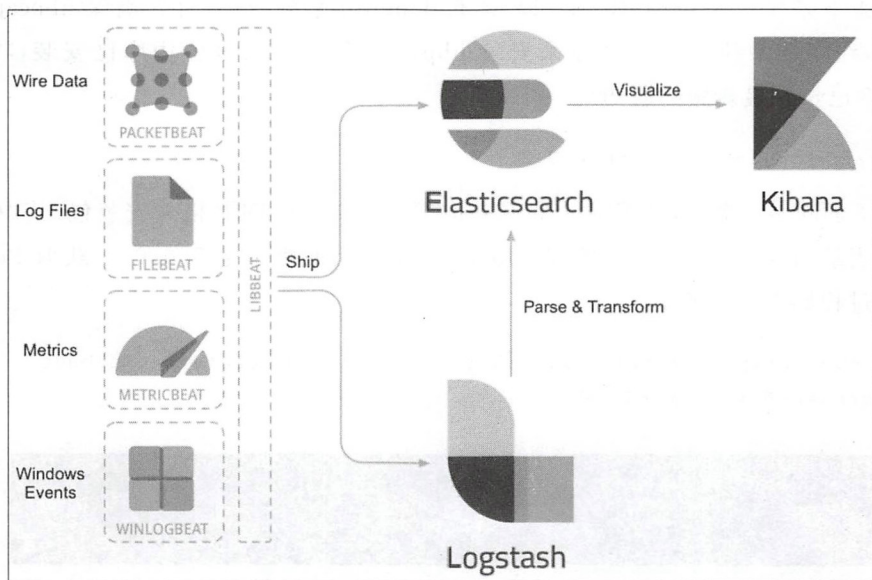 Wire Data
PACKETBEAT
Log Files
FILEBEAT
Metrics
METRICBEAT
Windows
Events
WINLOGBEAT
LIBBEAT
Ship
Elasticsearch
Visualize
Kibana
Parse & Transform
Logstash